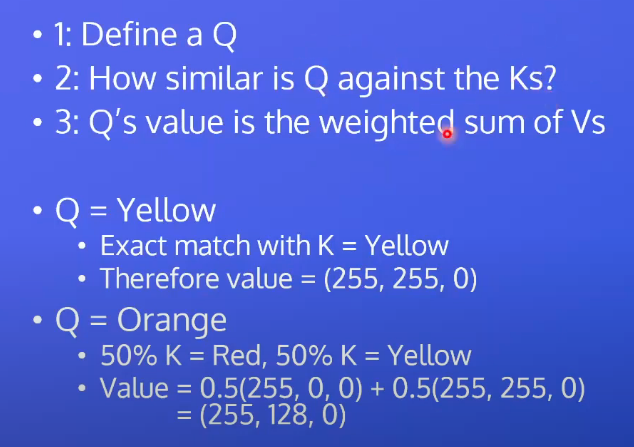 • 1: Define a Q
• 2: How similar is Q against the Ks?
• 3: Q’s value is the weighted sum of Vs
• Q = Yellow
• Exact match with K = Yellow
• Therefore value = (255, 255, 0)
• Q = Orange
• 50% K = Red, 50% K = Yellow
• Value = 0.5(255, 0, 0) + 0.5(255, 255, 0)
= (255, 128, 0)